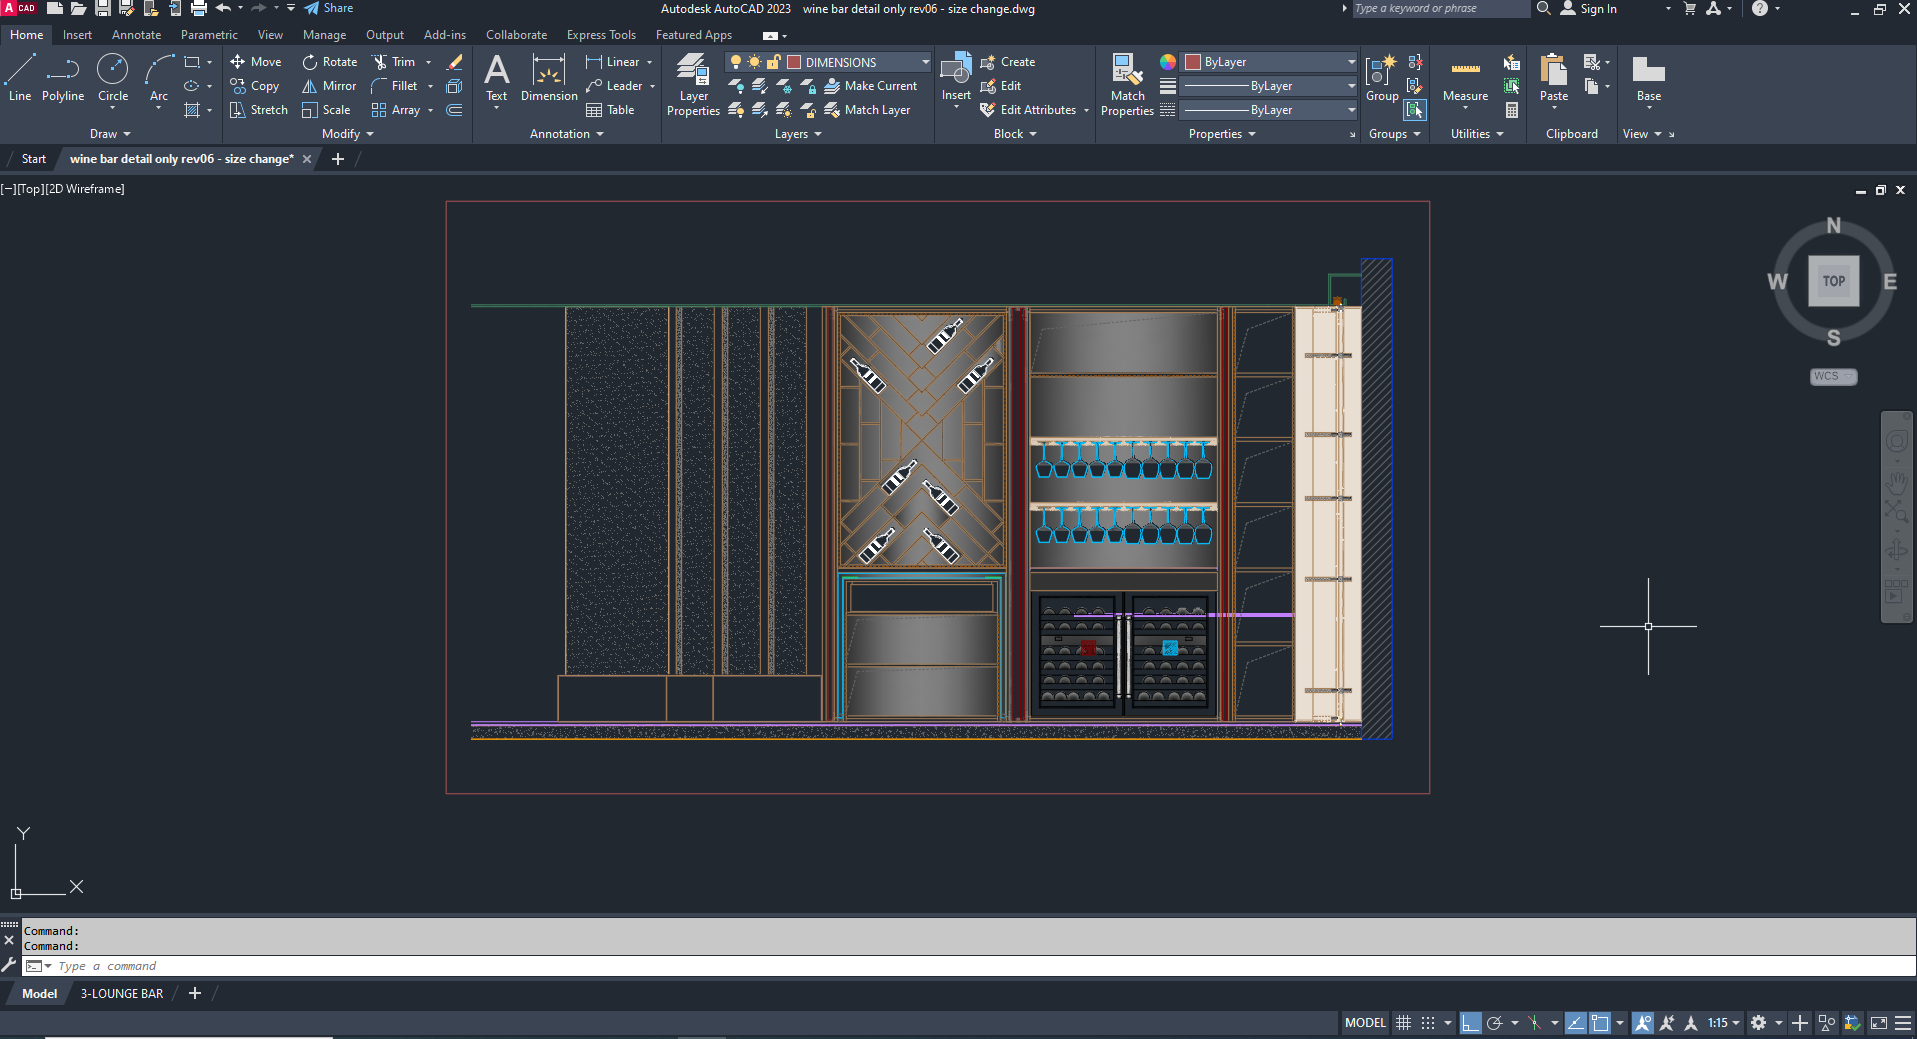 A CAD Share Autodesk AutoCAD 2023 wine bar detail only rev06 - size change.dwg Type a keyword or phrase Sign In
Home Insert Annotate Parametric View Manage Output Add-ins Collaborate Express Tools Featured Apps
Move Rotate Trim Linear DIMENSIONS Create ByLayer
Copy Mirror Fillet Leader Make Current Edit ByLayer
Line Polyline Circle Arc Text Dimension Layer Properties Insert Match Properties Group Measure Paste Base
Stretch Scale Array Table Match Layer Edit Attributes ByLayer
Draw Modify Annotation Layers Block Properties Groups Utilities Clipboard View
Start wine bar detail only rev06 - size change*
[−][Top][2D Wireframe]
N
W TOP E
S
WCS
Y
X
Command:
Command:
Type a command
Model 3-LOUNGE BAR
MODEL 1:15